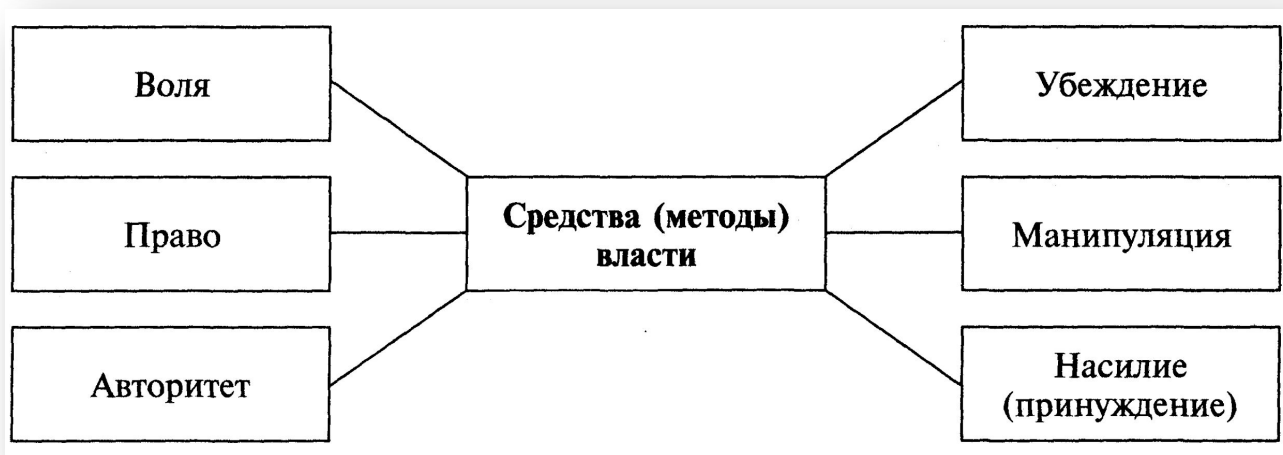 Воля
Право
Авторитет
Средства (методы)
власти
Убеждение
Манипуляция
Насилие
(принуждение)